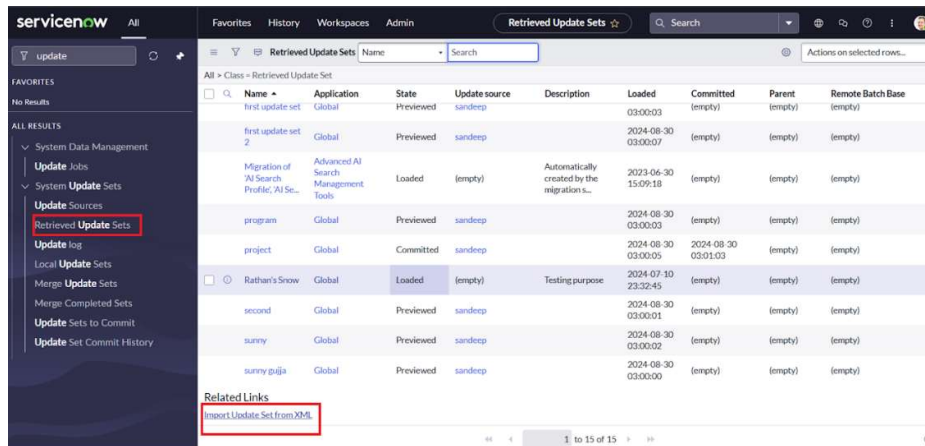 servicenow All Favorites History Workspaces Admin Retrieved Update Sets Search
update Retrieved Update Sets Name Search Actions on selected rows...
FAVORITES
No Results
ALL RESULTS
System Data Management
Update Jobs
System Update Sets
Update Sources
Retrieved Update Sets
Update log
Local Update Sets
Merge Update Sets
Merge Completed Sets
Update Sets to Commit
Update Set Commit History
All > Class = Retrieved Update Set
Name Application State Update source Description Loaded Committed Parent Remote Batch Base
first update set Global Previewed sandeep 03:00:03 (empty) (empty) (empty)
first update set Global Previewed sandeep 2024-08-30 (empty) (empty) (empty)
2 03:00:07
Migration of Advanced AI Automatically
'AI Search Search Loaded (empty) created by the 2023-06-30 (empty) (empty) (empty)
Profile', 'AI Se... Management migration s... 15:09:18
Tools
program Global Previewed sandeep 2024-08-30 (empty) (empty) (empty)
03:00:03
project Global Committed sandeep 2024-08-30 2024-08-30 (empty) (empty)
03:00:05 03:01:03
Rathan's Snow Global Loaded (empty) Testing purpose 2024-07-10 (empty) (empty) (empty)
23:32:45
second Global Previewed sandeep 2024-08-30 (empty) (empty) (empty)
03:00:01
sunny Global Previewed sandeep 2024-08-30 (empty) (empty) (empty)
03:00:02
sunny gujja Global Previewed sandeep 2024-08-30 (empty) (empty) (empty)
03:00:00
Related Links
Import Update Set from XML
1 to 15 of 15